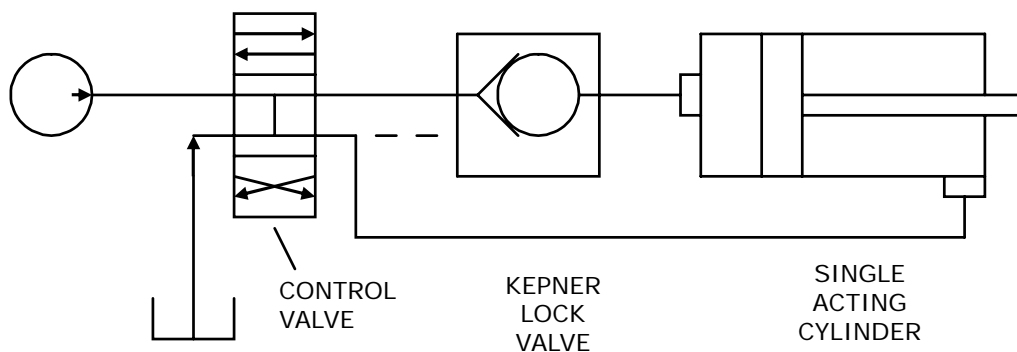 CONTROL
VALVE
KEPNER
LOCK
VALVE
SINGLE
ACTING
CYLINDER